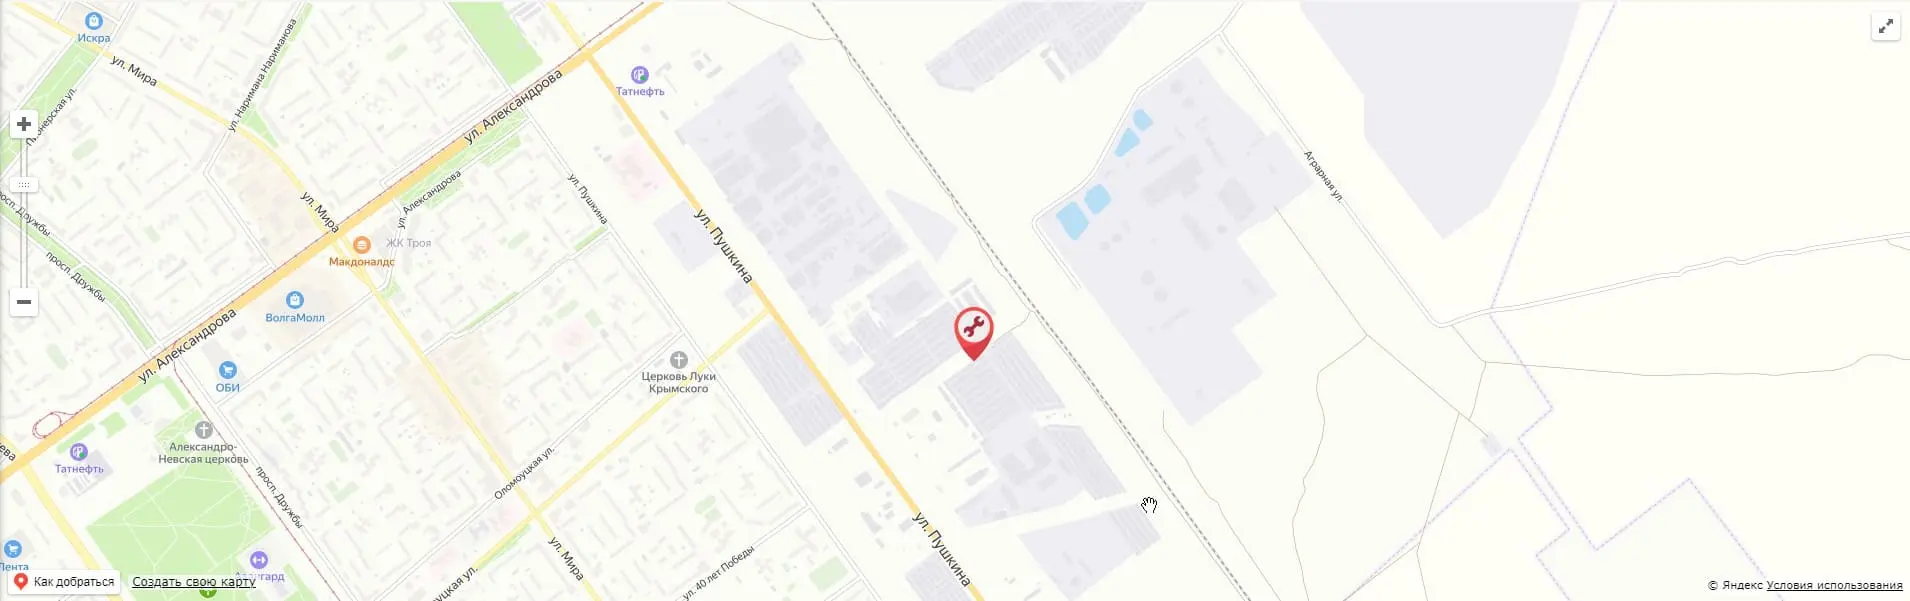 Искра
ул. Мира
ул. Наримана Нариманова
Пионерская ул.
ул. Александрова
Татнефть
Аграрная ул.
ул. Мира
ул. Александрова
ул. Пушкина
ул. Пушкина
просп. Дружбы
просп. Дружбы
ЖК Троя
Макдоналдс
ВолгаМолл
ул. Александрова
ОБИ
Церковь Луки
Крымского
Александро-
Невская церковь
Татнефть
просп. Дружбы
Оломоуцкая ул.
ул. Мира
ул. Пушкина
ул. 40 лет Победы
Лента
Как добраться
Создать свою карту
© Яндекс Условия использования